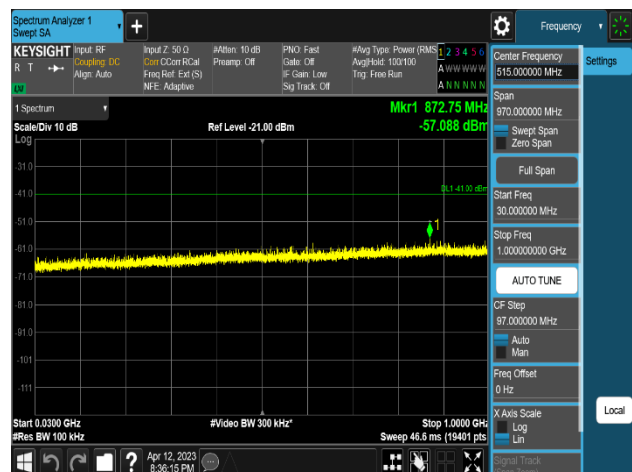 Spectrum Analyzer 1
Swept SA
Frequency
KEYSIGHT
R T
Input: RF
Coupling: DC
Align: Auto
Input Z: 50 Ω
Corr CCorr RCal
Freq Ref: Ext (S)
NFE: Adaptive
#Atten: 10 dB
Preamp: Off
PNO: Fast
Gate: Off
IF Gain: Low
Sig Track: Off
#Avg Type: Power (RMS
Avg|Hold: 100/100
Trig: Free Run
1 2 3 4 5 6
A W W W W W
A N N N N N
1 Spectrum
Mkr1 872.75 MHz
Scale/Div 10 dB
Ref Level -21.00 dBm
-57.088 dBm
Log
-31.0
-41.0
-51.0
-61.0
-71.0
-81.0
-91.0
-101
-111
DL1 -41.00 dBm
1
Start 0.0300 GHz
#Video BW 300 kHz*
Stop 1.0000 GHz
#Res BW 100 kHz
Sweep 46.6 ms (19401 pts
Apr 12, 2023
8:36:15 PM
?
Center Frequency
515.000000 MHz
Settings
Span
970.000000 MHz
Swept Span
Zero Span
Full Span
Start Freq
30.000000 MHz
Stop Freq
1.000000000 GHz
AUTO TUNE
CF Step
97.000000 MHz
Auto
Man
Freq Offset
0 Hz
X Axis Scale
Log
Lin
Local
Signal Track